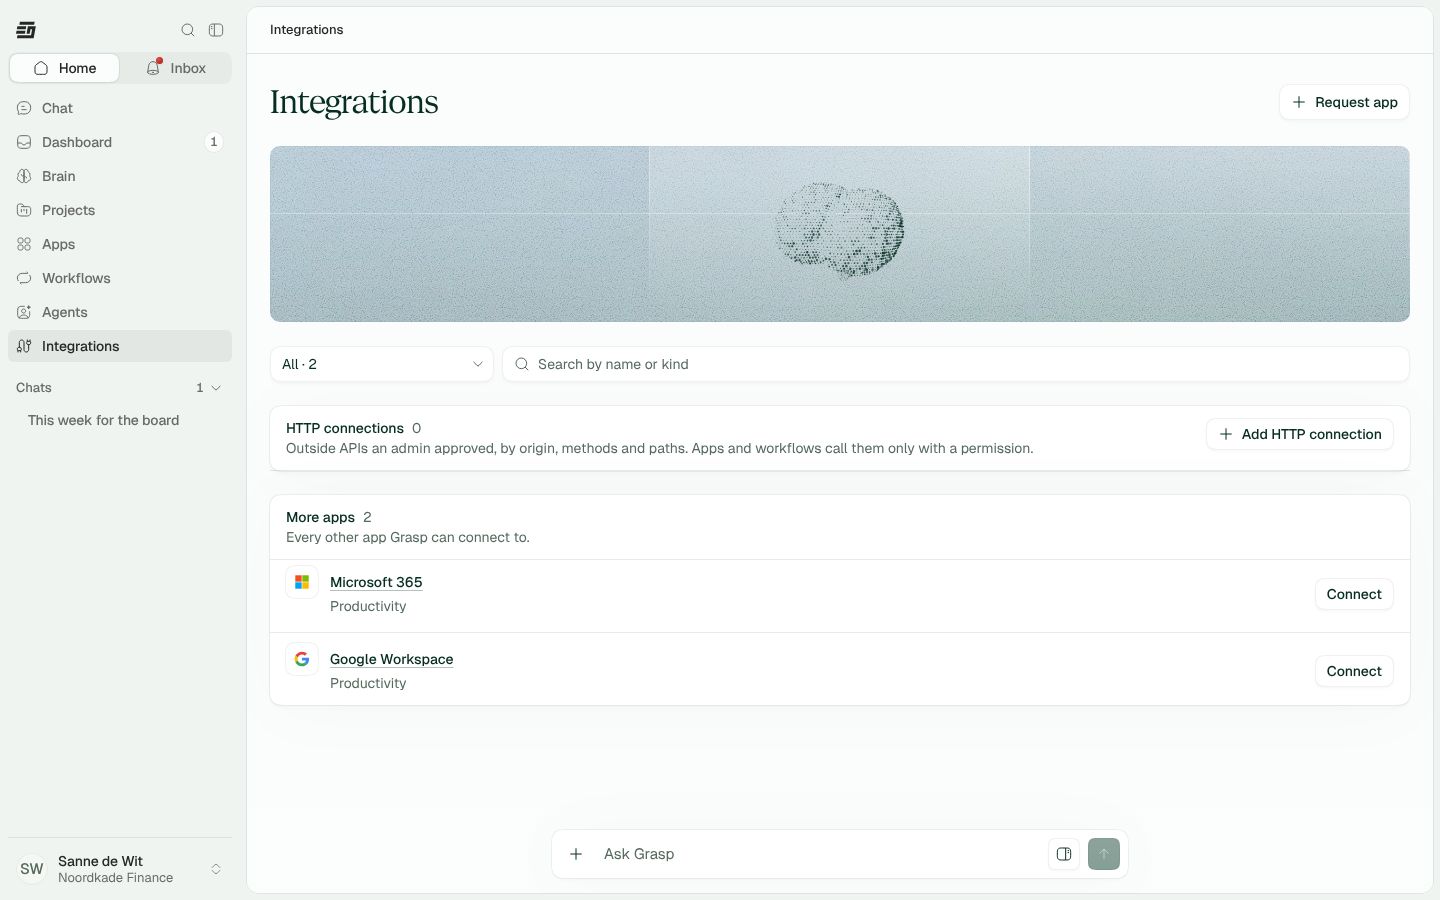 Home
Inbox
Chat
Dashboard
1
Brain
Projects
Apps
Workflows
Agents
Integrations
Chats
1
This week for the board
SW
Sanne de Wit
Noordkade Finance
Integrations
Integrations
Request app
All · 2
Search by name or kind
HTTP connections 0
Outside APIs an admin approved, by origin, methods and paths. Apps and workflows call them only with a permission.
Add HTTP connection
More apps 2
Every other app Grasp can connect to.
Microsoft 365
Productivity
Connect
Google Workspace
Productivity
Connect
Ask Grasp